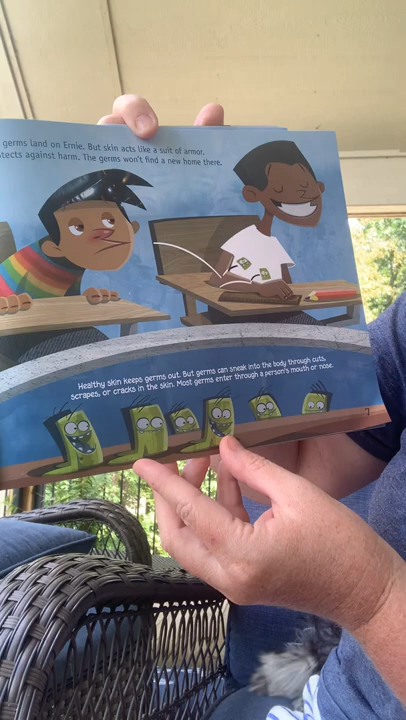 germs land on Ernie. But skin acts like a suit of armor.
tects against harm. The germs won't find a new home there.
Healthy skin keeps germs out. But germs can sneak into the body through cuts,
scrapes, or cracks in the skin. Most germs enter through a person's mouth or nose.
7